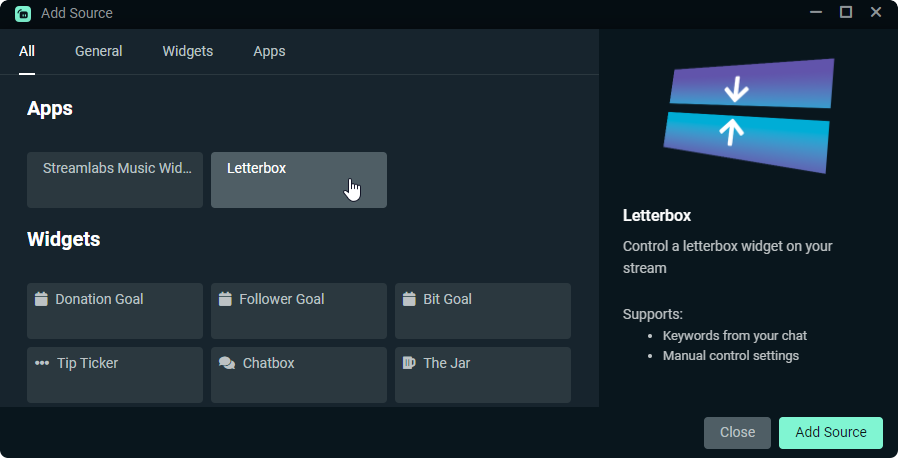 Add Source
All General Widgets Apps
Apps
Streamlabs Music Wid... Letterbox
Widgets
Donation Goal Follower Goal Bit Goal
Tip Ticker Chatbox The Jar
Letterbox
Control a letterbox widget on your
stream
Supports:
• Keywords from your chat
• Manual control settings
Close Add Source